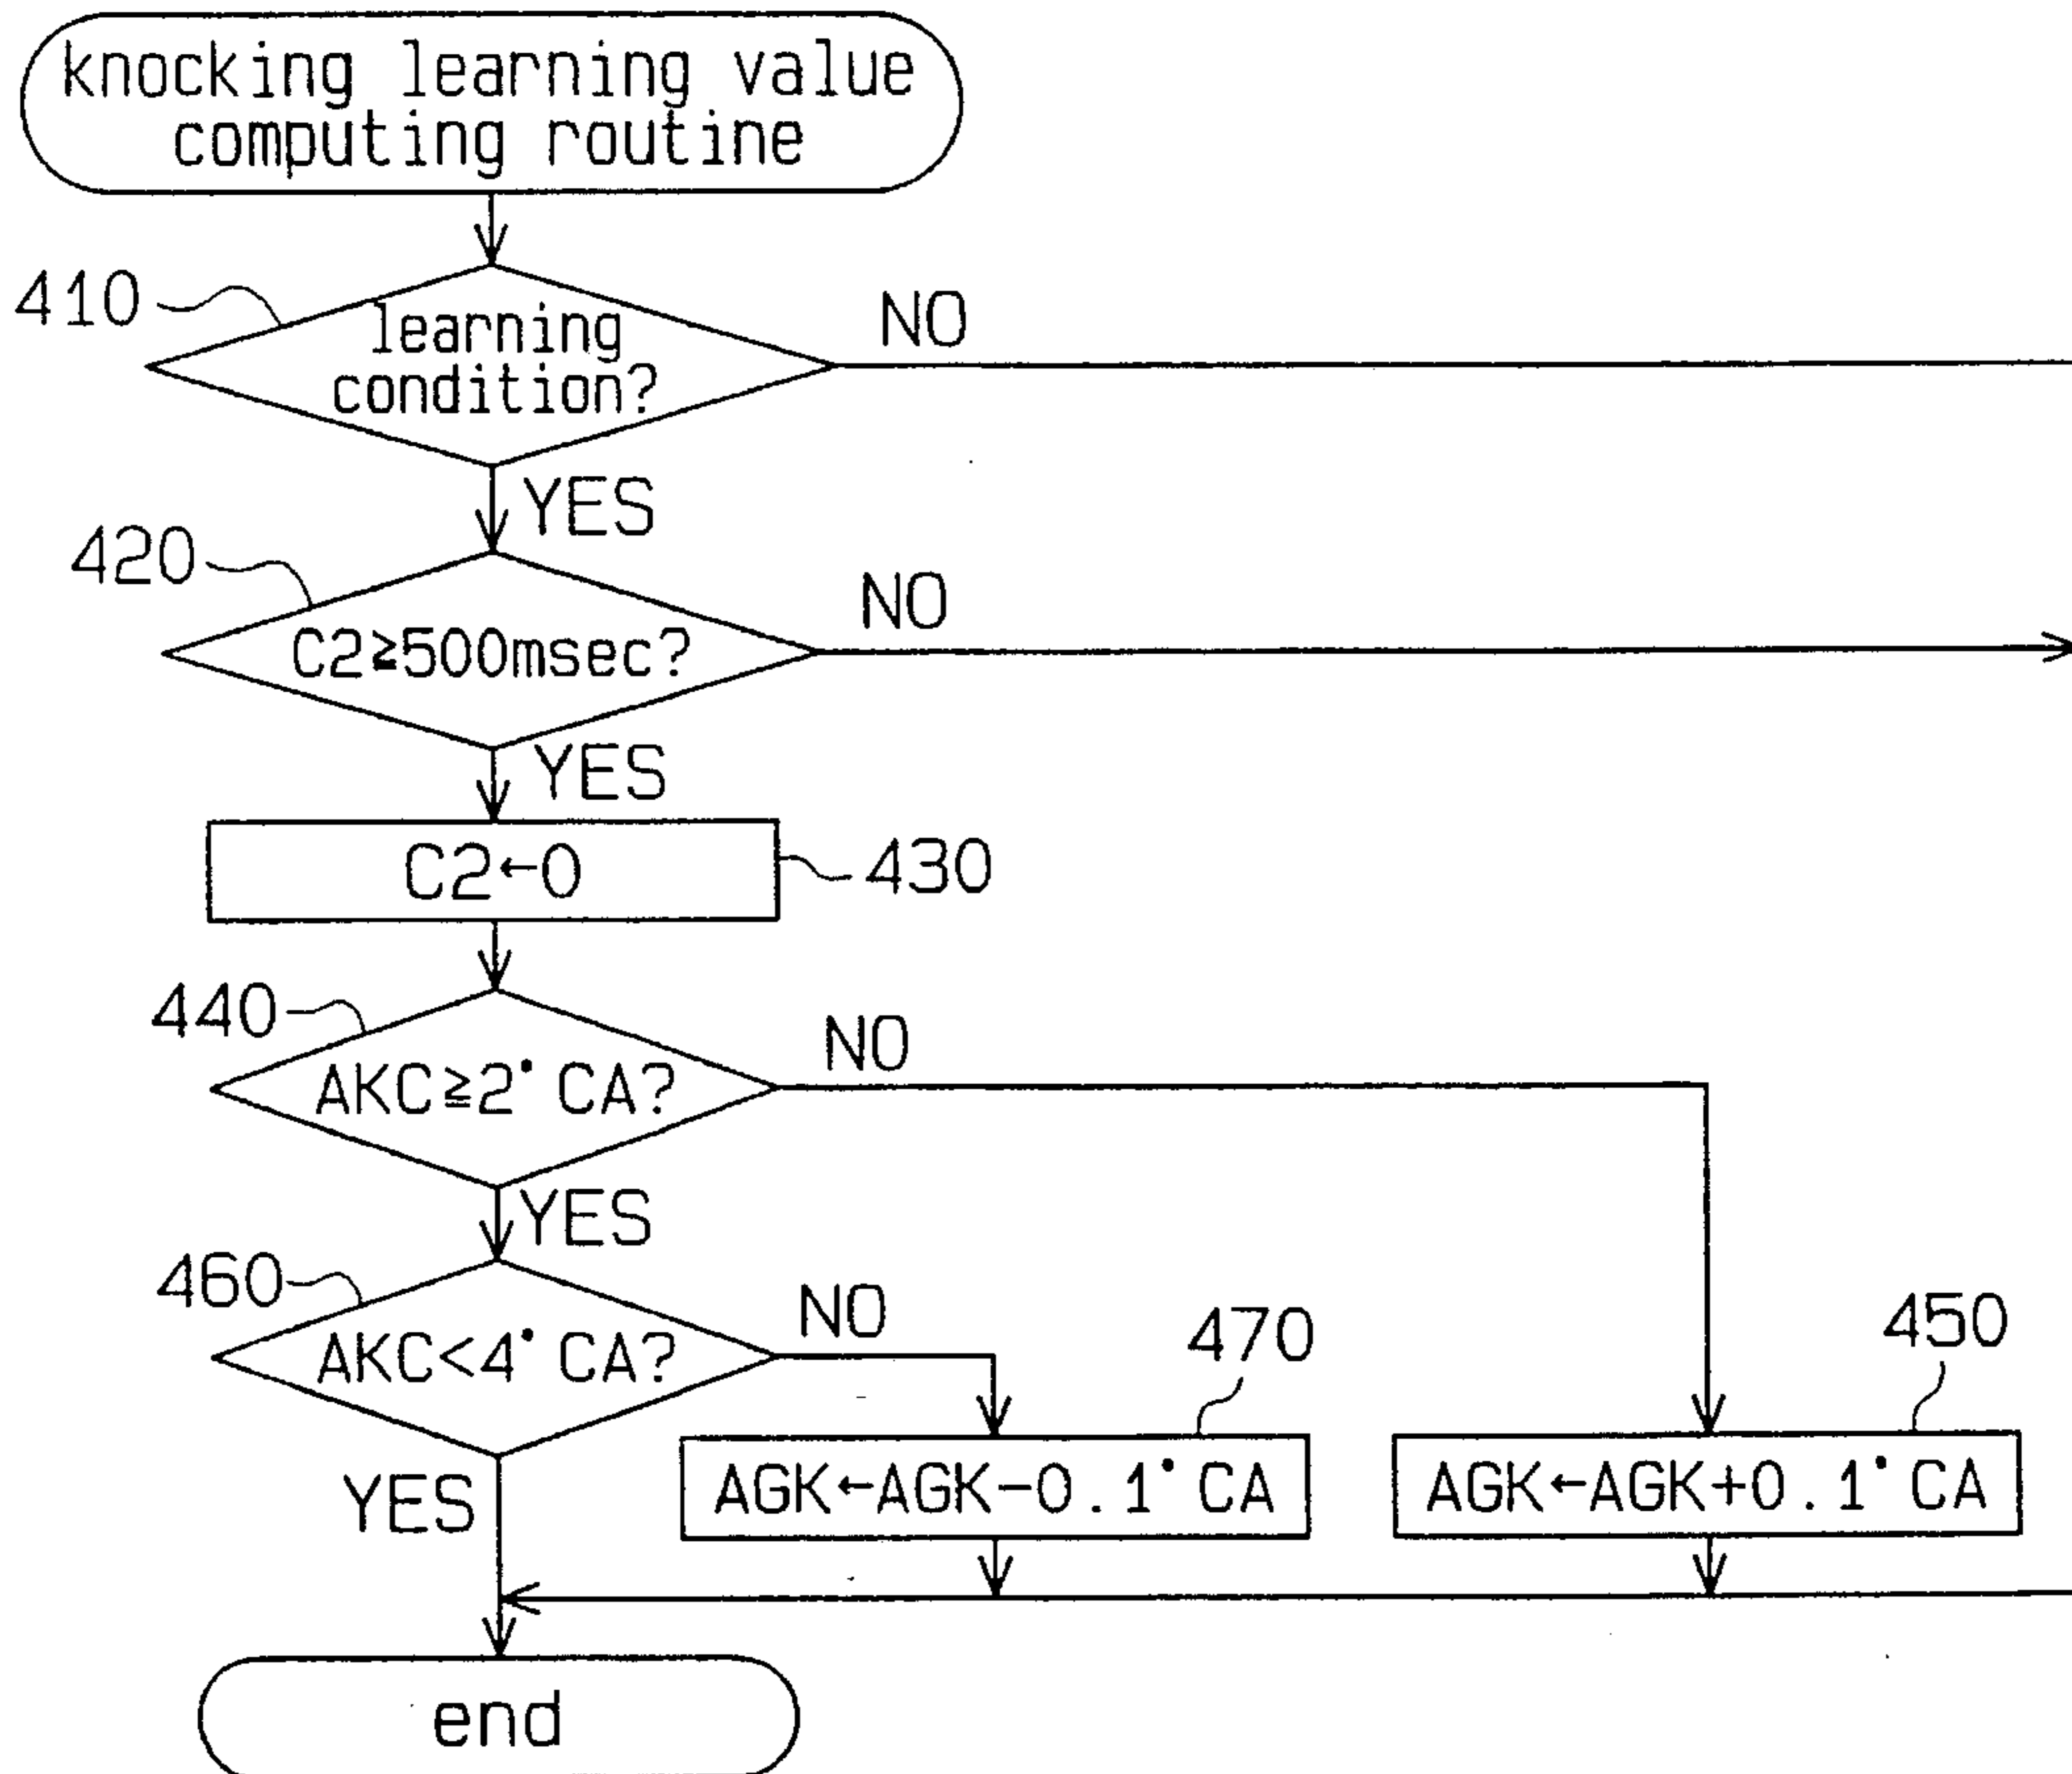 knocking learning value
computing routine
410
learning
condition?
NO
YES
420
C2≧500msec?
NO
YES
C2←0
430
440
AKC≧2° CA?
NO
YES
460
AKC<4° CA?
NO
470
450
AGK←AGK−0.1° CA
AGK←AGK+0.1° CA
YES
end